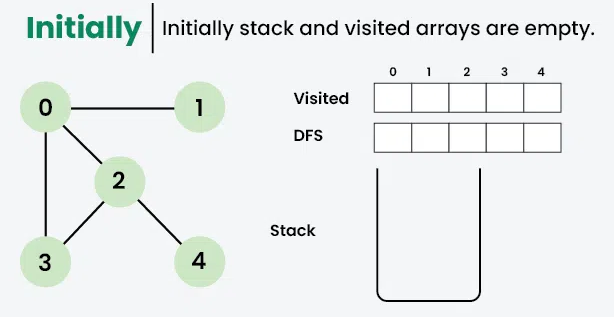 Initially
Initially stack and visited arrays are empty.
0 1 2 3 4
Visited
DFS
Stack
0
1
2
3
4